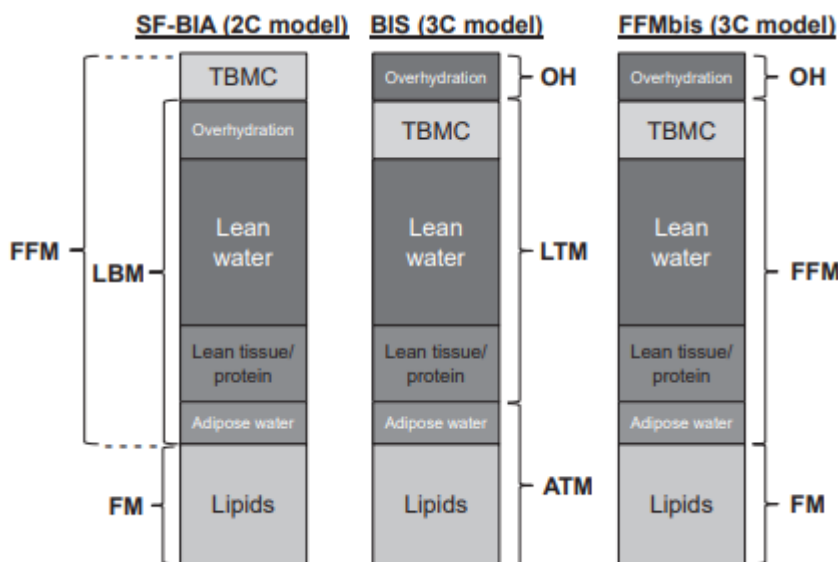 SF-BIA (2C model)
BIS (3C model)
FFMbis (3C model)
TBMC
Overhydration
Lean
water
Lean tissue/
protein
Adipose water
Lipids
FFM
LBM
FM
Overhydration
TBMC
Lean
water
Lean tissue/
protein
Adipose water
Lipids
OH
LTM
ATM
Overhydration
TBMC
Lean
water
Lean tissue/
protein
Adipose water
Lipids
OH
FFM
FM